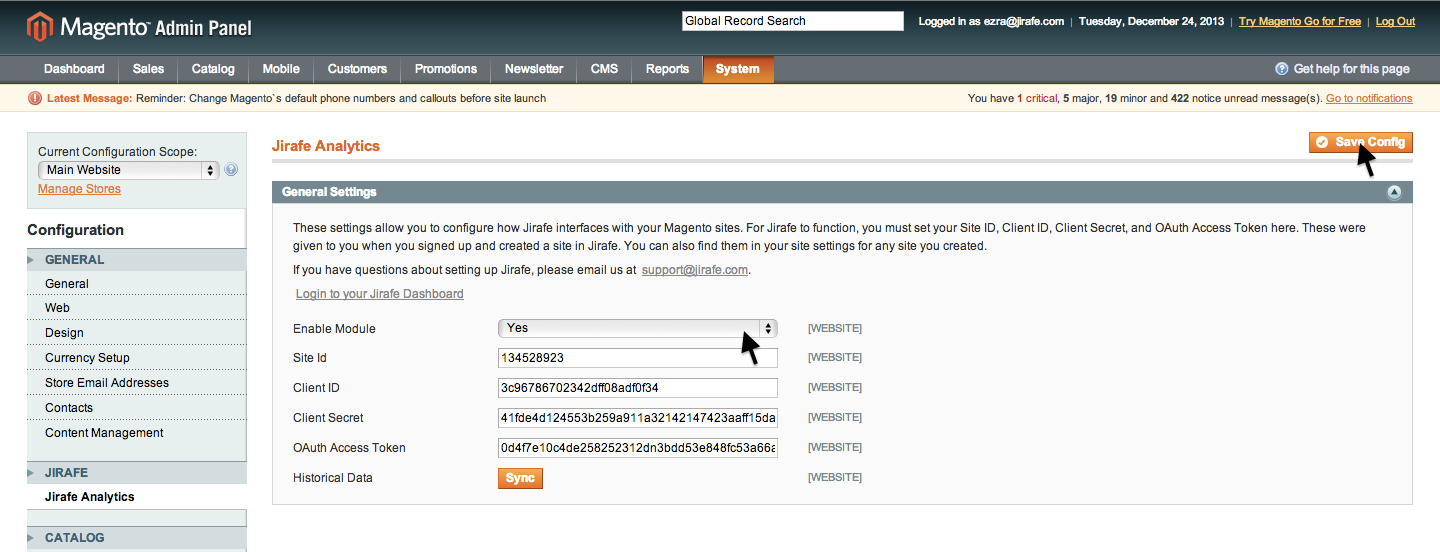 Magento™ Admin Panel
Global Record Search
Logged in as ezra@jirafe.com | Tuesday, December 24, 2013 | Try Magento Go for Free | Log Out
Dashboard Sales Catalog Mobile Customers Promotions Newsletter CMS Reports System
Get help for this page
Latest Message: Reminder: Change Magento`s default phone numbers and callouts before site launch
You have 1 critical, 5 major, 19 minor and 422 notice unread message(s). Go to notifications
Current Configuration Scope:
Main Website
Manage Stores
Configuration
GENERAL
General
Web
Design
Currency Setup
Store Email Addresses
Contacts
Content Management
JIRAFE
Jirafe Analytics
CATALOG
Jirafe Analytics
Save Config
General Settings
These settings allow you to configure how Jirafe interfaces with your Magento sites. For Jirafe to function, you must set your Site ID, Client ID, Client Secret, and OAuth Access Token here. These were
given to you when you signed up and created a site in Jirafe. You can also find them in your site settings for any site you created.
If you have questions about setting up Jirafe, please email us at support@jirafe.com.
Login to your Jirafe Dashboard
Enable Module Yes [WEBSITE]
Site Id 134528923 [WEBSITE]
Client ID 3c96786702342dff08adf0f34 [WEBSITE]
Client Secret 41fde4d124553b259a911a32142147423aaff15da [WEBSITE]
OAuth Access Token 0d4f7e10c4de258252312dn3bdd53e848fc53a66a [WEBSITE]
Historical Data Sync [WEBSITE]